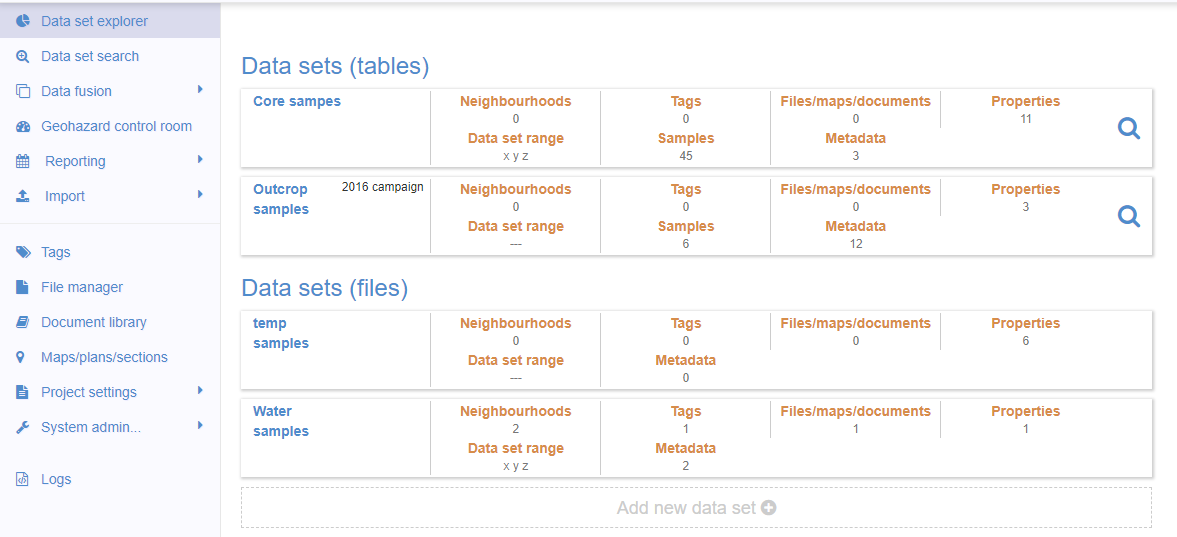 Data set explorer
Data set search
Data fusion
Geohazard control room
Reporting
Import
Tags
File manager
Document library
Maps/plans/sections
Project settings
System admin...
Logs
Data sets (tables)
Core sampes
Neighbourhoods
0
Data set range
x y z
Tags
0
Samples
45
Files/maps/documents
0
Metadata
3
Properties
11
Outcrop
samples
2016 campaign
Neighbourhoods
0
Data set range
---
Tags
0
Samples
6
Files/maps/documents
0
Metadata
12
Properties
3
Data sets (files)
temp
samples
Neighbourhoods
0
Data set range
---
Tags
0
Metadata
0
Files/maps/documents
0
Properties
6
Water
samples
Neighbourhoods
2
Data set range
x y z
Tags
1
Metadata
2
Files/maps/documents
1
Properties
1
Add new data set